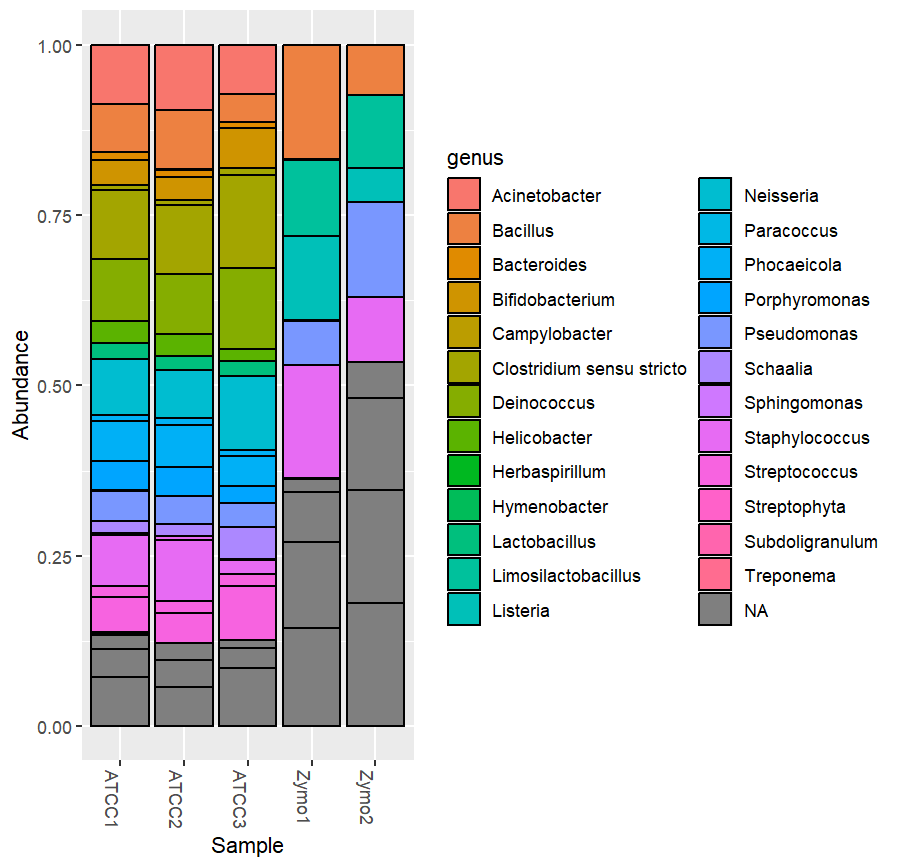 1.00
0.75
0.50
0.25
0.00
Abundance
ATCC1
ATCC2
ATCC3
Zymo1
Zymo2
Sample
genus
Acinetobacter
Bacillus
Bacteroides
Bifidobacterium
Campylobacter
Clostridium sensu stricto
Deinococcus
Helicobacter
Herbaspirillum
Hymenobacter
Lactobacillus
Limosilactobacillus
Listeria
Neisseria
Paracoccus
Phocaeicola
Porphyromonas
Pseudomonas
Schaalia
Sphingomonas
Staphylococcus
Streptococcus
Streptophyta
Subdoligranulum
Treponema
NA